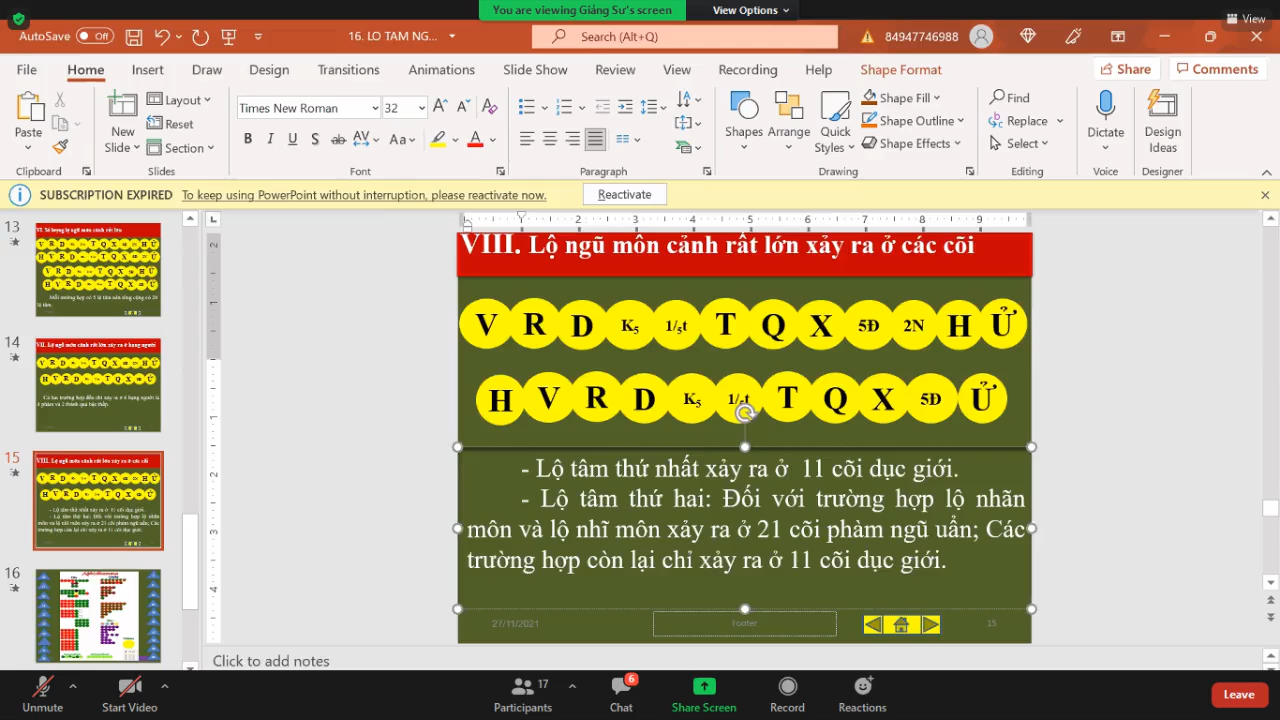 You are viewing Giảng Sư's screen View Options
View
AutoSave Off 16. LO TAM NG... Search (Alt+Q) 84947746988
File Home Insert Draw Design Transitions Animations Slide Show Review View Recording Help Shape Format Share Comments
Paste New Slide Layout Reset Section Times New Roman 32 Shapes Arrange Quick Styles Shape Fill Shape Outline Shape Effects Find Replace Select Dictate Design Ideas
Clipboard Slides Font Paragraph Drawing Editing Voice Designer
SUBSCRIPTION EXPIRED To keep using PowerPoint without interruption, please reactivate now. Reactivate
13
14
15
16
VIII. Lộ ngũ môn cảnh rất lớn xảy ra ở các cõi
V R D K5 1/5t T Q X 5Đ 2N H Ử
H V R D K5 1/5t T Q X 5Đ Ử
- Lộ tâm thứ nhất xảy ra ở 11 cõi dục giới.
- Lộ tâm thứ hai: Đối với trường hợp lộ nhãn
môn và lộ nhĩ môn xảy ra ở 21 cõi phàm ngũ uẩn; Các
trường hợp còn lại chỉ xảy ra ở 11 cõi dục giới.
27/11/2021 Footer 15
Click to add notes
Unmute Start Video 17 Participants 6 Chat Share Screen Record Reactions Leave